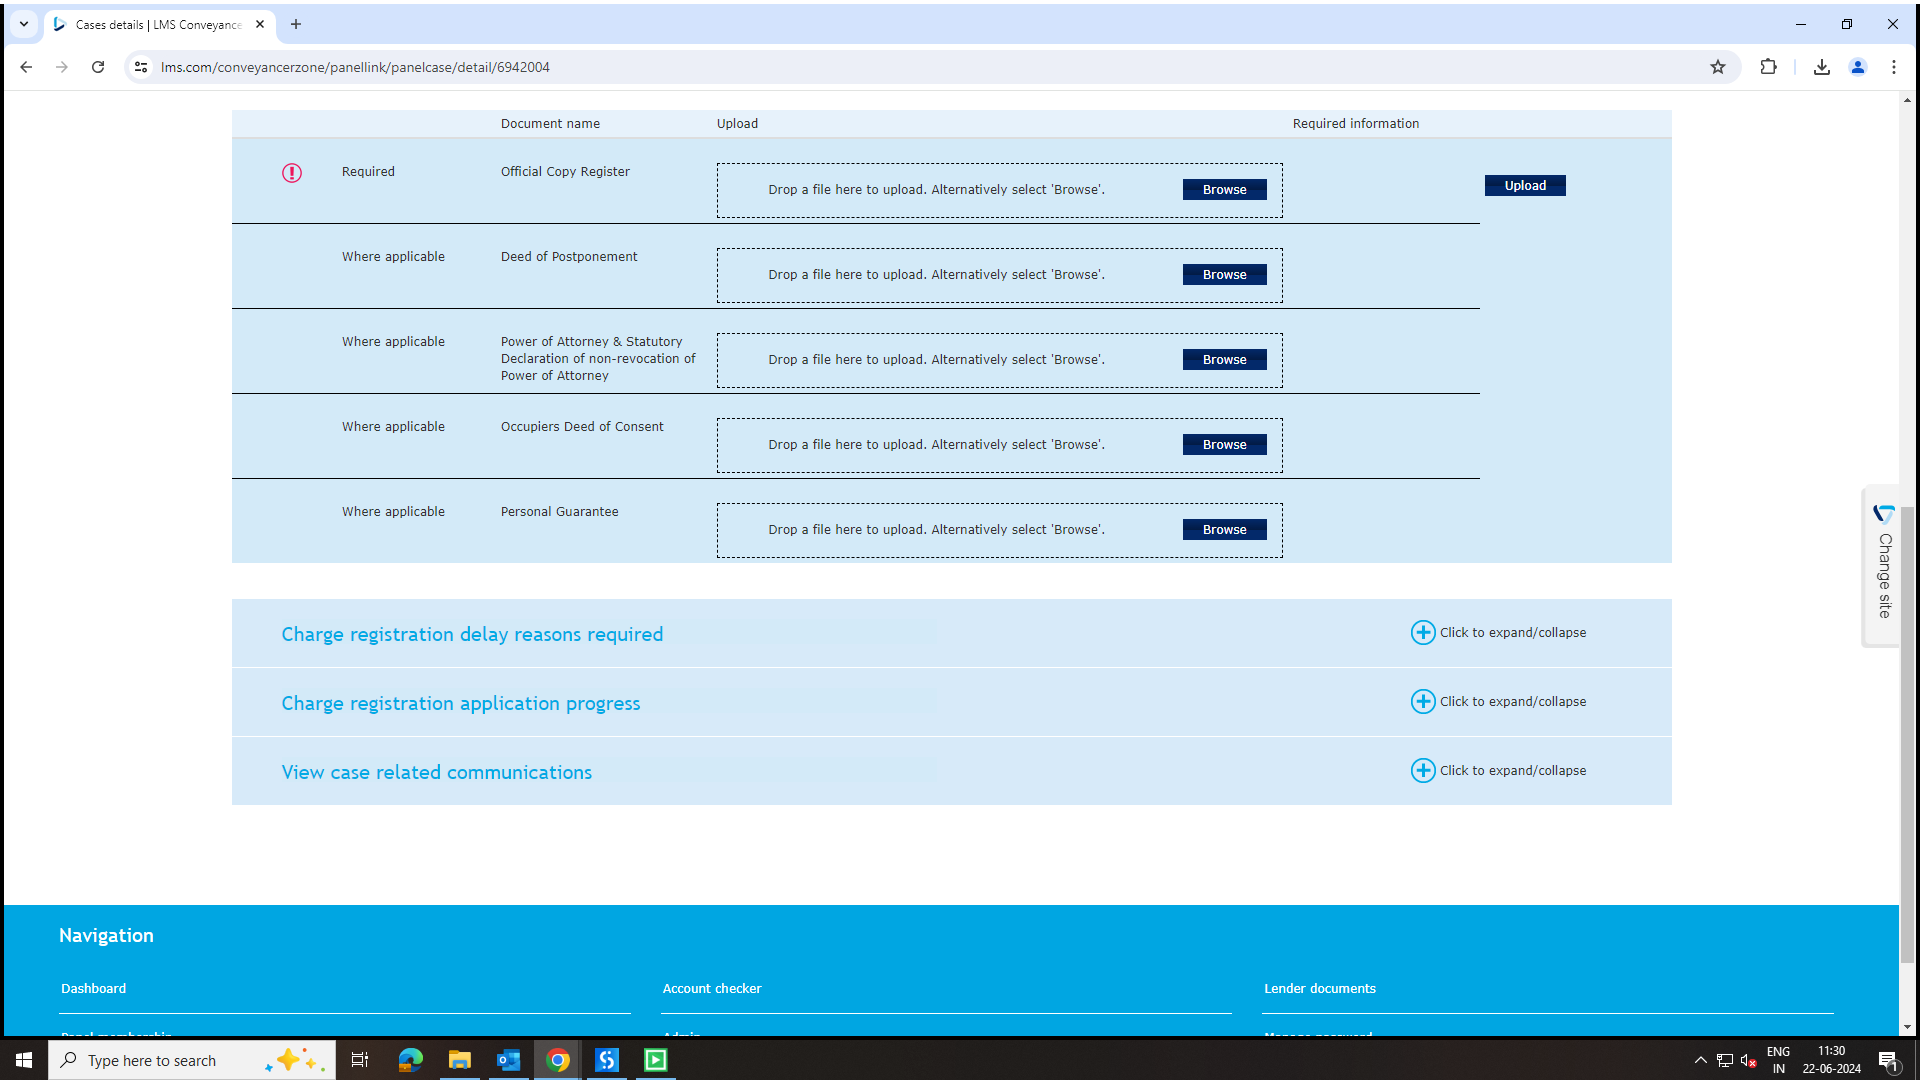 Cases details | LMS Conveyance
lms.com/conveyancerzone/panellink/panelcase/detail/6942004
Document name Upload Required information
Required Official Copy Register Drop a file here to upload. Alternatively select 'Browse'. Browse Upload
Where applicable Deed of Postponement Drop a file here to upload. Alternatively select 'Browse'. Browse
Where applicable Power of Attorney & Statutory
Declaration of non-revocation of
Power of Attorney
Drop a file here to upload. Alternatively select 'Browse'. Browse
Where applicable Occupiers Deed of Consent Drop a file here to upload. Alternatively select 'Browse'. Browse
Where applicable Personal Guarantee Drop a file here to upload. Alternatively select 'Browse'. Browse
Change site
Charge registration delay reasons required Click to expand/collapse
Charge registration application progress Click to expand/collapse
View case related communications Click to expand/collapse
Navigation
Dashboard Account checker Lender documents
Panel membership Admin Manage password
Type here to search
ENG
IN
11:30
22-06-2024
1